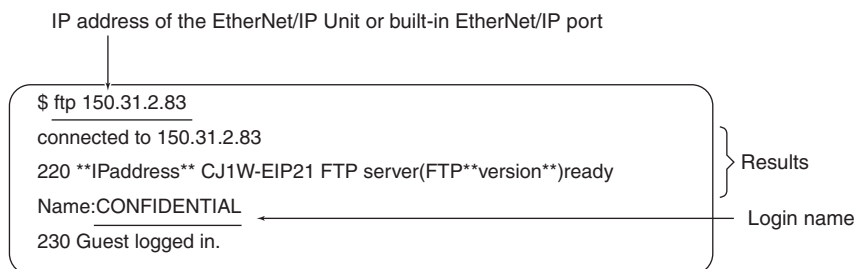 IP address of the EtherNet/IP Unit or built-in EtherNet/IP port
$ ftp 150.31.2.83
connected to 150.31.2.83
220 **IPaddress** CJ1W-EIP21 FTP server(FTP**version**)ready
Results
Name:CONFIDENTIAL
Login name
230 Guest logged in.